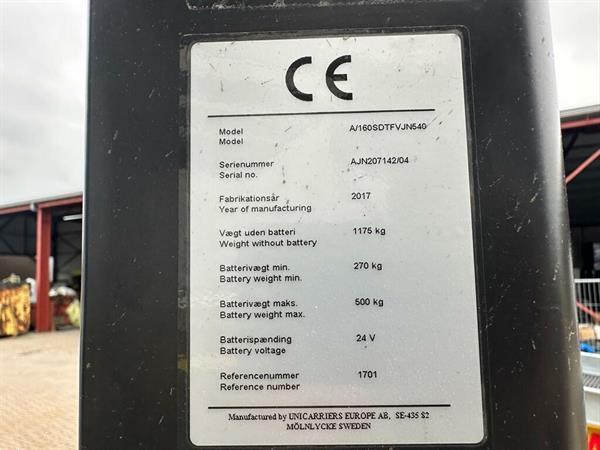 CE
Model A/160SDTFVJN540
Model
Serienummer AJN207142/04
Serial no.
Fabrikationsår 2017
Year of manufacturing
Vægt uden batteri 1175 kg
Weight without battery
Batterivægt min. 270 kg
Battery weight min.
Batterivægt maks. 500 kg
Battery weight max.
Batterispænding 24 V
Battery voltage
Referencenummer 1701
Reference number
Manufactured by UNICARRIERS EUROPE AB, SE-435 S2
MÖLNLYCKE SWEDEN